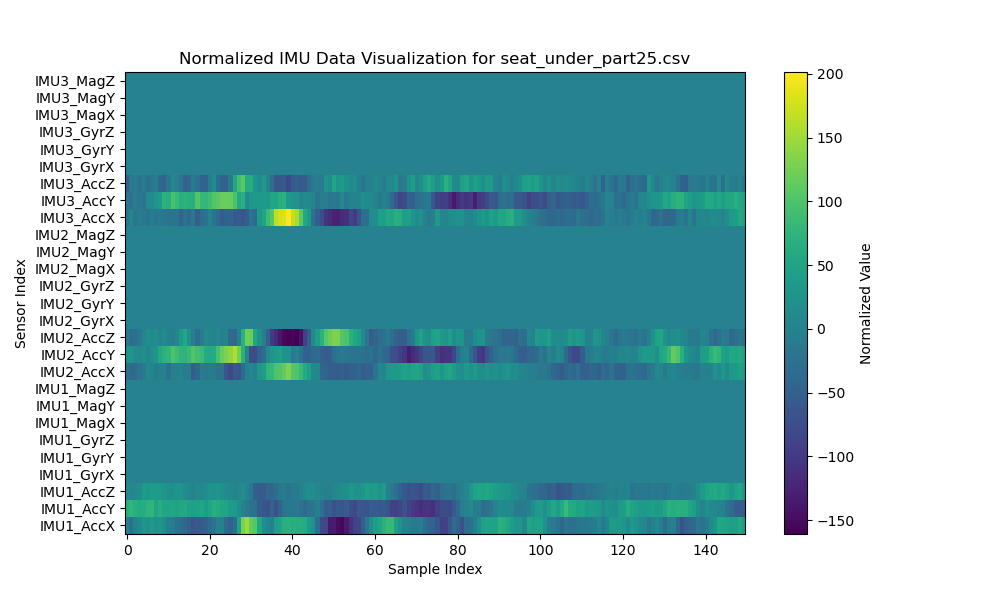 Normalized IMU Data Visualization for seat_under_part25.csv
IMU3_MagZ
IMU3_MagY
IMU3_MagX
IMU3_GyrZ
IMU3_GyrY
IMU3_GyrX
IMU3_AccZ
IMU3_AccY
IMU3_AccX
IMU2_MagZ
IMU2_MagY
IMU2_MagX
IMU2_GyrZ
IMU2_GyrY
IMU2_GyrX
IMU2_AccZ
IMU2_AccY
IMU2_AccX
IMU1_MagZ
IMU1_MagY
IMU1_MagX
IMU1_GyrZ
IMU1_GyrY
IMU1_GyrX
IMU1_AccZ
IMU1_AccY
IMU1_AccX
Sensor Index
0 20 40 60 80 100 120 140
Sample Index
200
150
100
50
0
−50
−100
−150
Normalized Value